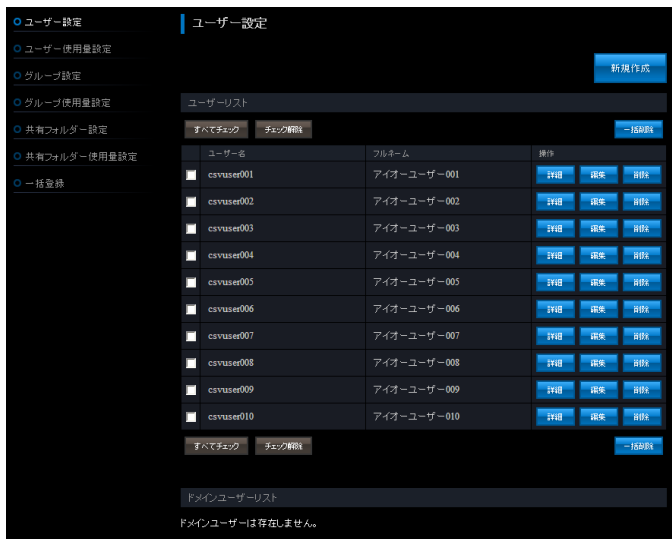 ユーザー設定
ユーザー使用量設定
グループ設定
グループ使用量設定
共有フォルダー設定
共有フォルダー使用量設定
一括登録
ユーザー設定
新規作成
ユーザーリスト
すべてチェック チェック解除 一括削除
ユーザー名 フルネーム 操作
csvuser001 アイオーユーザー001 詳細 編集 削除
csvuser002 アイオーユーザー002 詳細 編集 削除
csvuser003 アイオーユーザー003 詳細 編集 削除
csvuser004 アイオーユーザー004 詳細 編集 削除
csvuser005 アイオーユーザー005 詳細 編集 削除
csvuser006 アイオーユーザー006 詳細 編集 削除
csvuser007 アイオーユーザー007 詳細 編集 削除
csvuser008 アイオーユーザー008 詳細 編集 削除
csvuser009 アイオーユーザー009 詳細 編集 削除
csvuser010 アイオーユーザー010 詳細 編集 削除
すべてチェック チェック解除 一括削除
ドメインユーザーリスト
ドメインユーザーは存在しません。